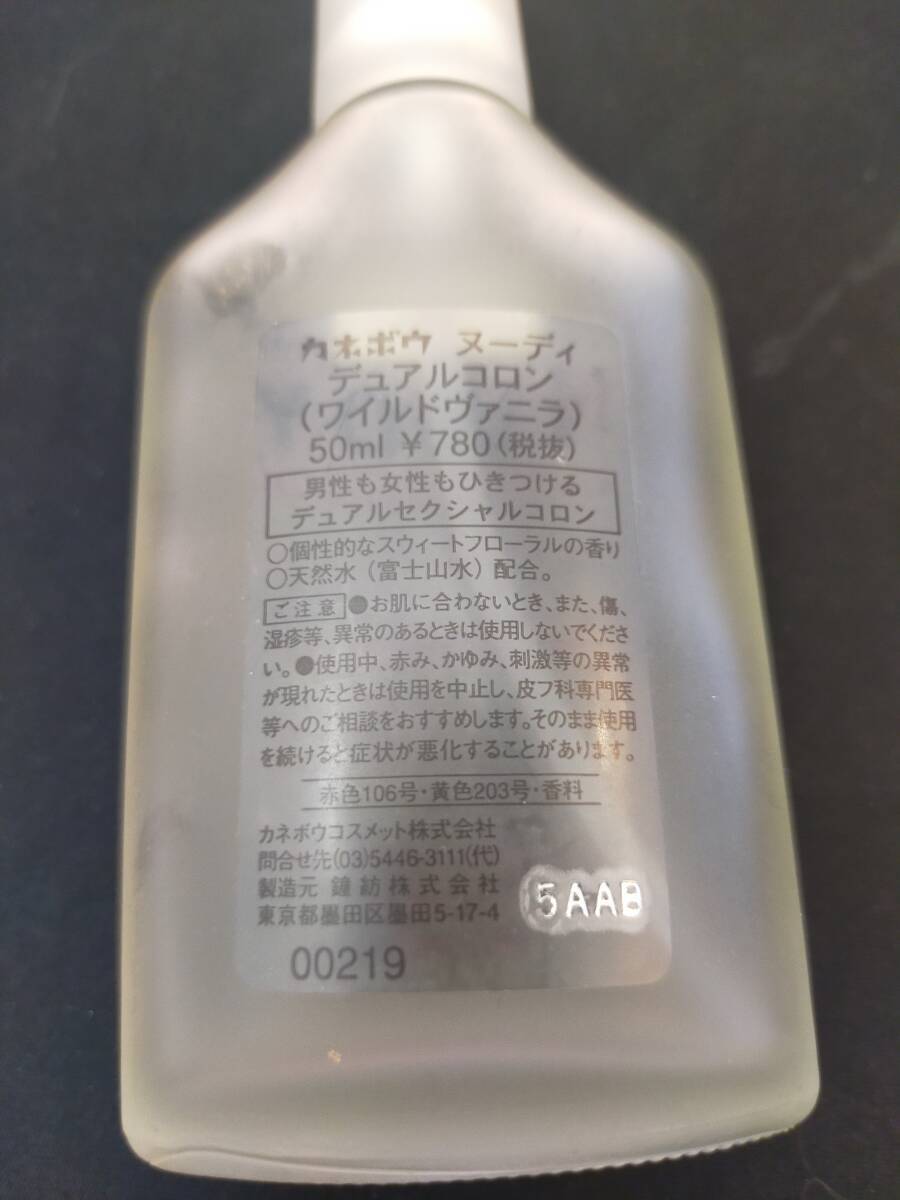 カネボウ ヌーディ
デュアルコロン
(ワイルドヴァニラ)
50ml ￥780(税抜)
男性も女性もひきつける
デュアルセクシャルコロン
○個性的なスウィートフローラルの香り
○天然水(富士山水)配合。
ご注意 ●お肌に合わないとき、また、傷、
湿疹等、異常のあるときは使用しないでくださ
い。●使用中、赤み、かゆみ、刺激等の異常
が現れたときは使用を中止し、皮フ科専門医
等へのご相談をおすすめします。そのまま使用
を続けると症状が悪化することがあります。
赤色106号・黄色203号・香料
カネボウコスメット株式会社
問合せ先(03)5446-3111(代)
製造元 鐘紡株式会社
東京都墨田区墨田5-17-4
5AAB
00219